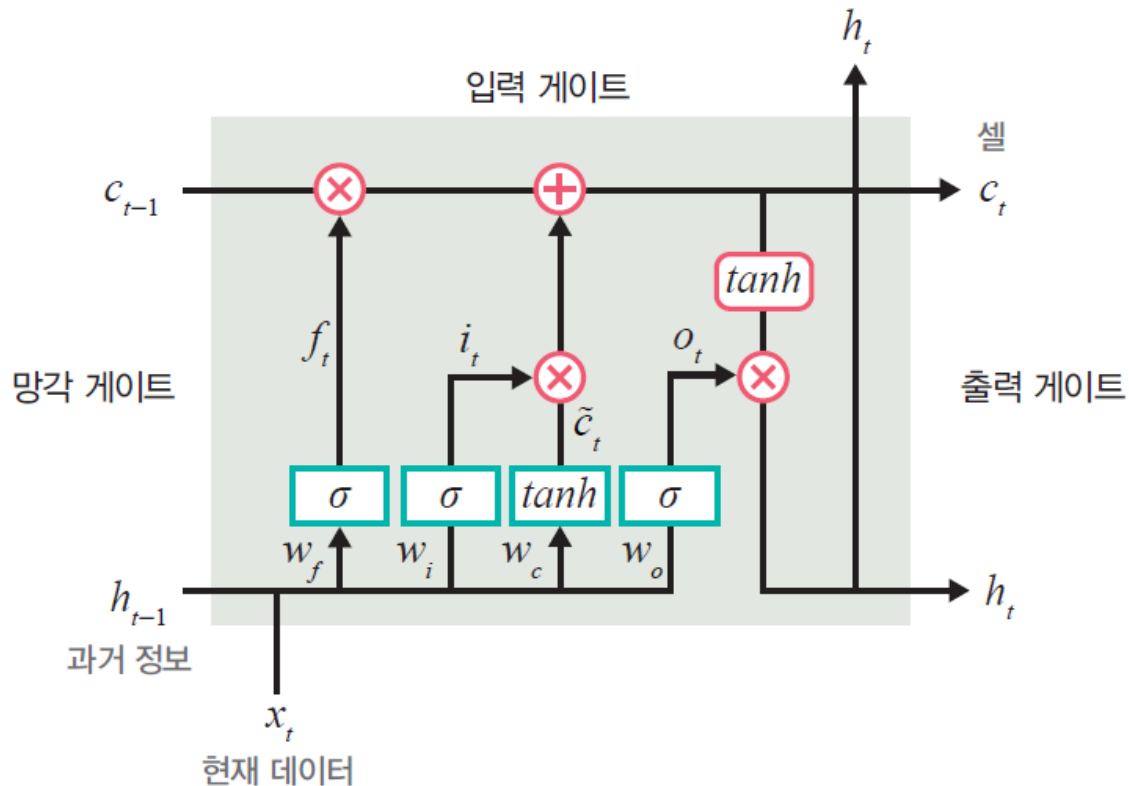 h_t
입력 게이트
셀
c_{t-1}
c_t
tanh
f_t
i_t
o_t
망각 게이트
출력 게이트
c̃_t
σ
σ
tanh
σ
w_f
w_i
w_c
w_o
h_{t-1}
h_t
과거 정보
x_t
현재 데이터